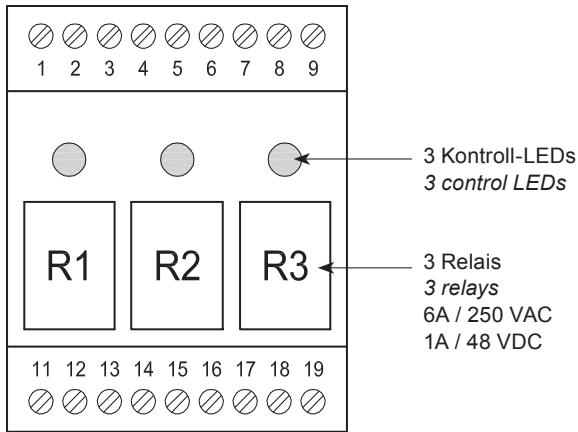 1 2 3 4 5 6 7 8 9
3 Kontroll-LEDs
3 control LEDs
R1 R2 R3
3 Relais
3 relays
6A / 250 VAC
1A / 48 VDC
11 12 13 14 15 16 17 18 19